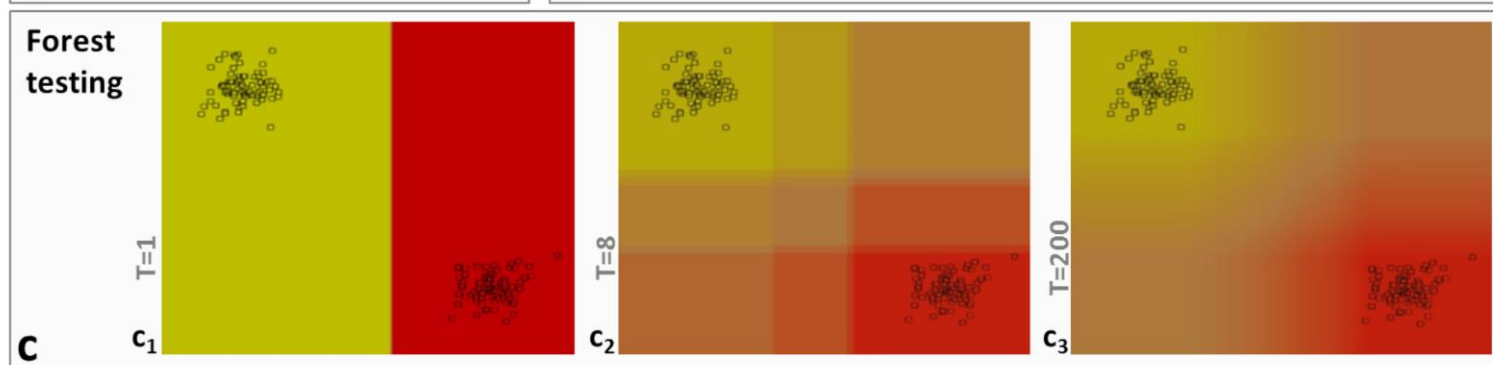 Forest
testing
T=1
T=8
T=200
c
c₁
c₂
c₃